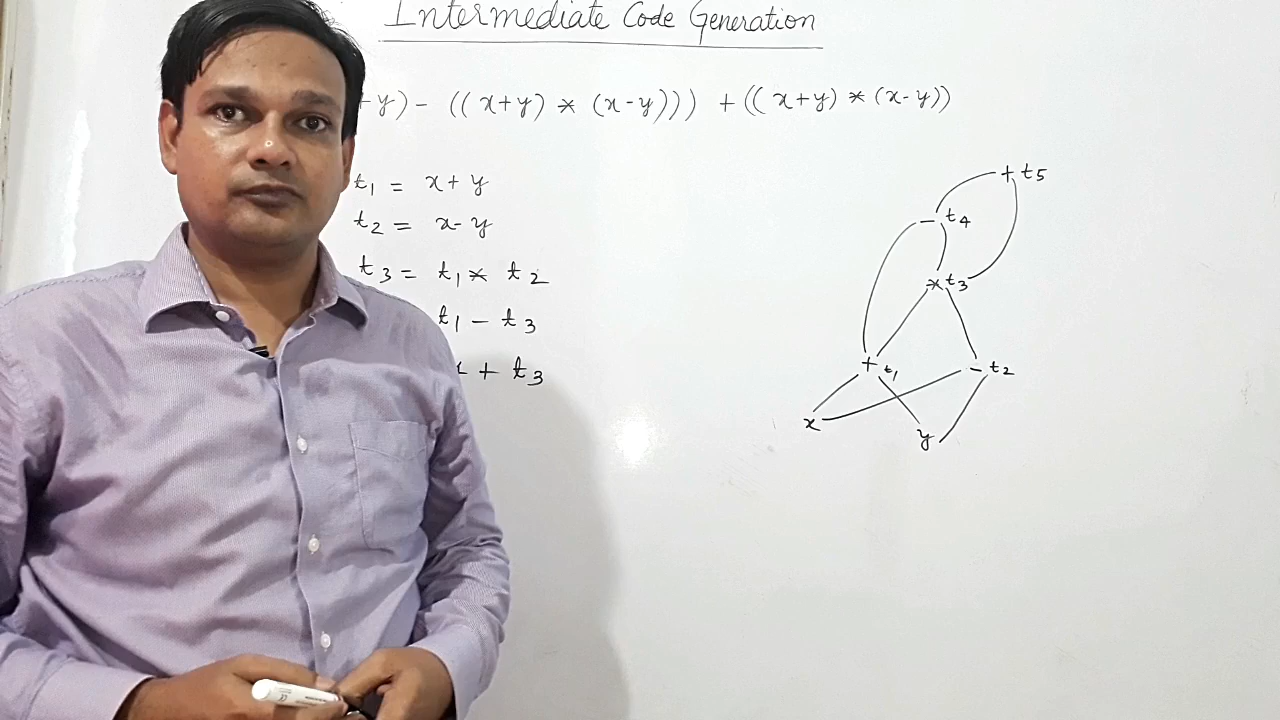 Intermediate Code Generation
+ y) - ((x+y) * (x-y))) + ((x+y) * (x-y))
t1 = x+y
t2 = x-y
t3 = t1 * t2
t1 - t3
+ t3
+ t5
- t4
* t3
+ t1
- t2
x
y